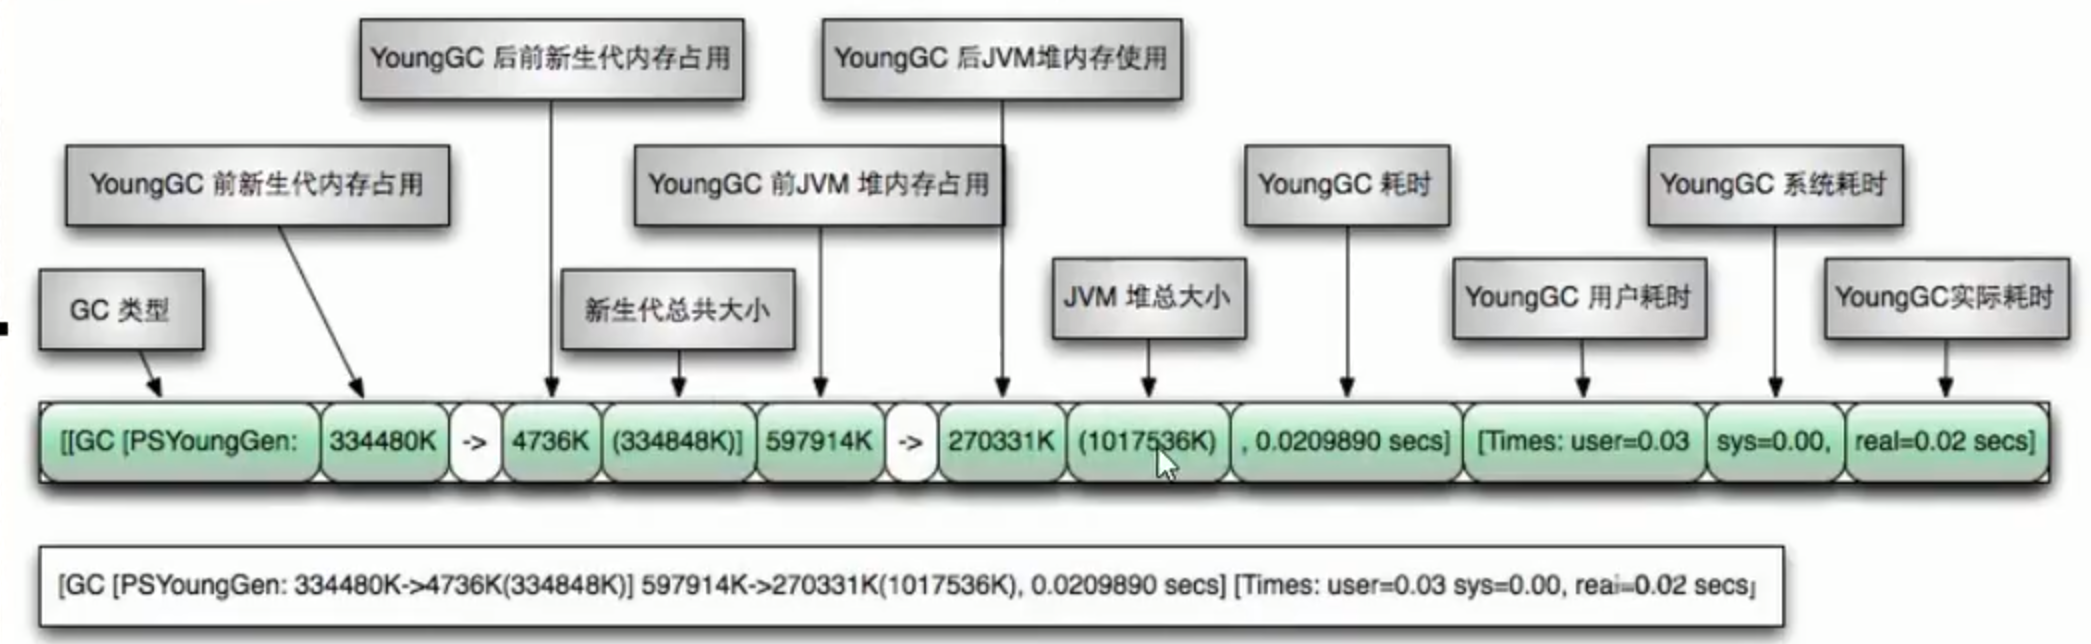 YoungGC 后前新生代内存占用
YoungGC 后JVM堆内存使用
YoungGC 前新生代内存占用
YoungGC 前JVM 堆内存占用
YoungGC 耗时
YoungGC 系统耗时
GC 类型
新生代总共大小
JVM 堆总大小
YoungGC 用户耗时
YoungGC实际耗时
[[GC [PSYoungGen: 334480K -> 4736K (334848K)] 597914K -> 270331K (1017536K) , 0.0209890 secs] [Times: user=0.03 sys=0.00, real=0.02 secs]
[GC [PSYoungGen: 334480K->4736K(334848K)] 597914K->270331K(1017536K), 0.0209890 secs] [Times: user=0.03 sys=0.00, real=0.02 secs]